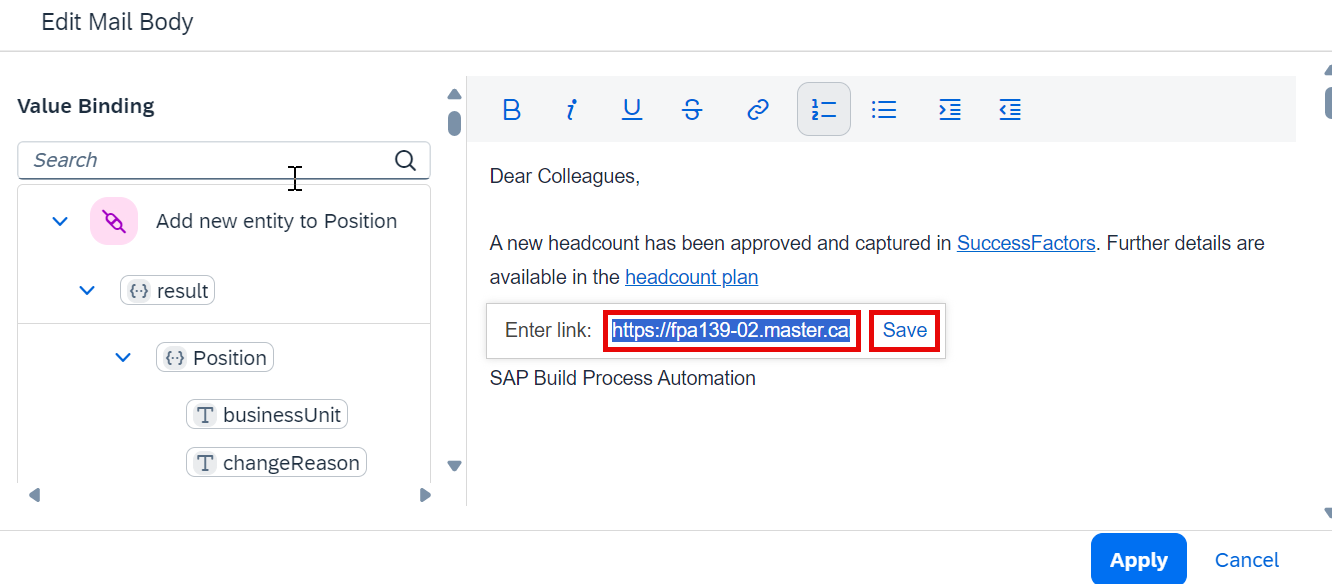 Edit Mail Body
Value Binding
Search
Add new entity to Position
result
Position
businessUnit
changeReason
Dear Colleagues,
A new headcount has been approved and captured in SuccessFactors. Further details are
available in the headcount plan
Enter link: https://fpa139-02.master.ca Save
SAP Build Process Automation
Apply Cancel